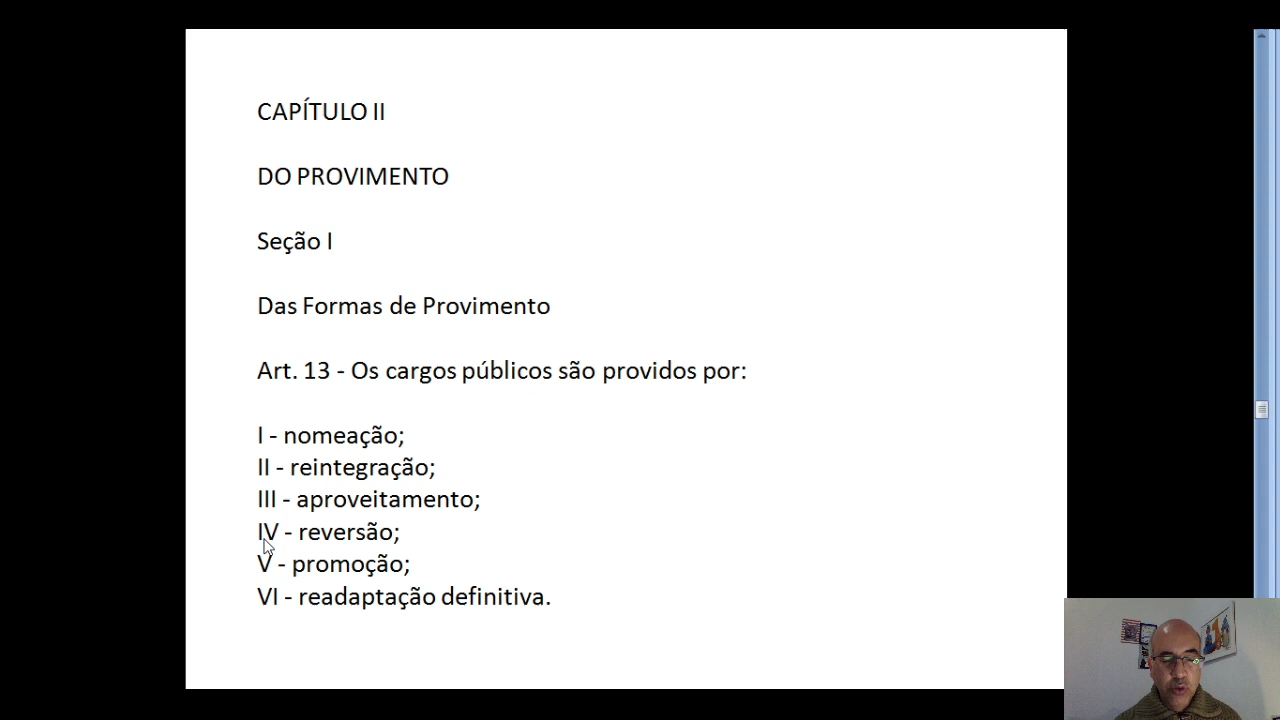 CAPÍTULO II
DO PROVIMENTO
Seção I
Das Formas de Provimento
Art. 13 - Os cargos públicos são providos por:
I - nomeação;
II - reintegração;
III - aproveitamento;
IV - reversão;
V - promoção;
VI - readaptação definitiva.